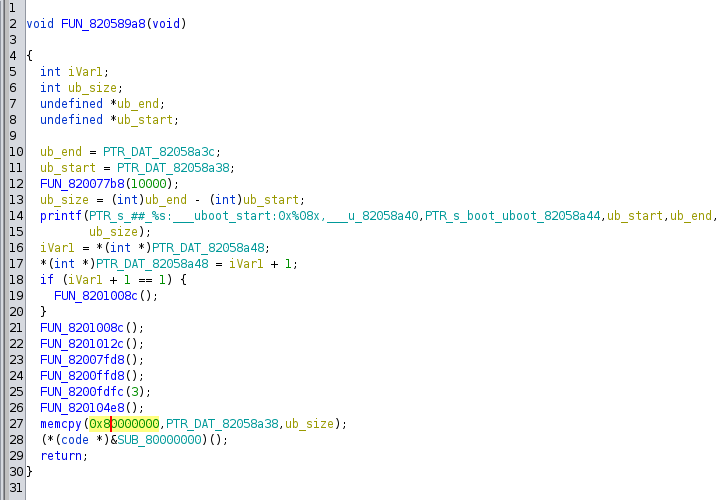 1
2 void FUN_820589a8(void)
3
4 {
5 int iVar1;
6 int ub_size;
7 undefined *ub_end;
8 undefined *ub_start;
9
10 ub_end = PTR_DAT_82058a3c;
11 ub_start = PTR_DAT_82058a38;
12 FUN_820077b8(10000);
13 ub_size = (int)ub_end - (int)ub_start;
14 printf(PTR_s_##_%s:___uboot_start:0x%08x,___u_82058a40,PTR_s_boot_uboot_82058a44,ub_start,ub_end,
15 ub_size);
16 iVar1 = *(int *)PTR_DAT_82058a48;
17 *(int *)PTR_DAT_82058a48 = iVar1 + 1;
18 if (iVar1 + 1 == 1) {
19 FUN_8201008c();
20 }
21 FUN_8201008c();
22 FUN_8201012c();
23 FUN_82007fd8();
24 FUN_8200ffd8();
25 FUN_8200fdfc(3);
26 FUN_820104e8();
27 memcpy(0x80000000,PTR_DAT_82058a38,ub_size);
28 (*(code *)&SUB_80000000)();
29 return;
30 }
31